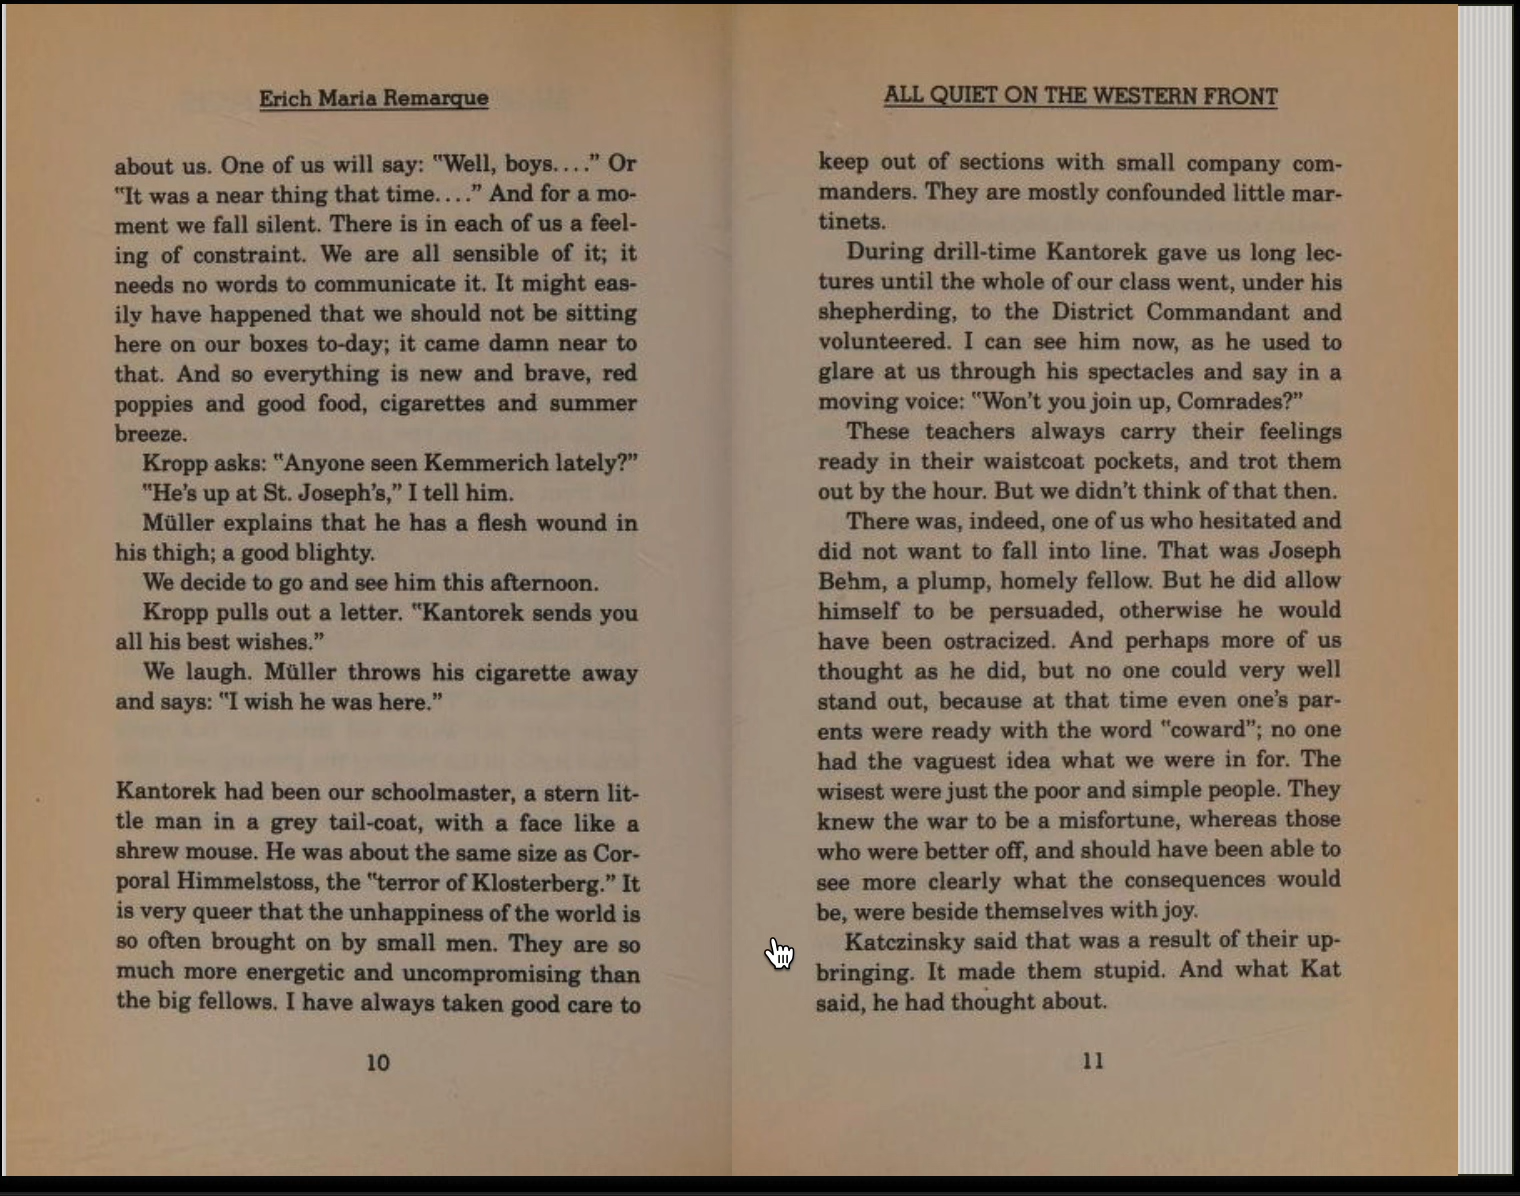 Erich Maria Remarque
about us. One of us will say: "Well, boys...." Or
"It was a near thing that time...." And for a mo-
ment we fall silent. There is in each of us a feel-
ing of constraint. We are all sensible of it; it
needs no words to communicate it. It might eas-
ily have happened that we should not be sitting
here on our boxes to-day; it came damn near to
that. And so everything is new and brave, red
poppies and good food, cigarettes and summer
breeze.
Kropp asks: "Anyone seen Kemmerich lately?"
"He's up at St. Joseph's," I tell him.
Müller explains that he has a flesh wound in
his thigh; a good blighty.
We decide to go and see him this afternoon.
Kropp pulls out a letter. "Kantorek sends you
all his best wishes."
We laugh. Müller throws his cigarette away
and says: "I wish he was here."
Kantorek had been our schoolmaster, a stern lit-
tle man in a grey tail-coat, with a face like a
shrew mouse. He was about the same size as Cor-
poral Himmelstoss, the "terror of Klosterberg." It
is very queer that the unhappiness of the world is
so often brought on by small men. They are so
much more energetic and uncompromising than
the big fellows. I have always taken good care to
10
ALL QUIET ON THE WESTERN FRONT
keep out of sections with small company com-
manders. They are mostly confounded little mar-
tinets.
During drill-time Kantorek gave us long lec-
tures until the whole of our class went, under his
shepherding, to the District Commandant and
volunteered. I can see him now, as he used to
glare at us through his spectacles and say in a
moving voice: "Won't you join up, Comrades?"
These teachers always carry their feelings
ready in their waistcoat pockets, and trot them
out by the hour. But we didn't think of that then.
There was, indeed, one of us who hesitated and
did not want to fall into line. That was Joseph
Behm, a plump, homely fellow. But he did allow
himself to be persuaded, otherwise he would
have been ostracized. And perhaps more of us
thought as he did, but no one could very well
stand out, because at that time even one's par-
ents were ready with the word "coward"; no one
had the vaguest idea what we were in for. The
wisest were just the poor and simple people. They
knew the war to be a misfortune, whereas those
who were better off, and should have been able to
see more clearly what the consequences would
be, were beside themselves with joy.
Katczinsky said that was a result of their up-
bringing. It made them stupid. And what Kat
said, he had thought about.
11